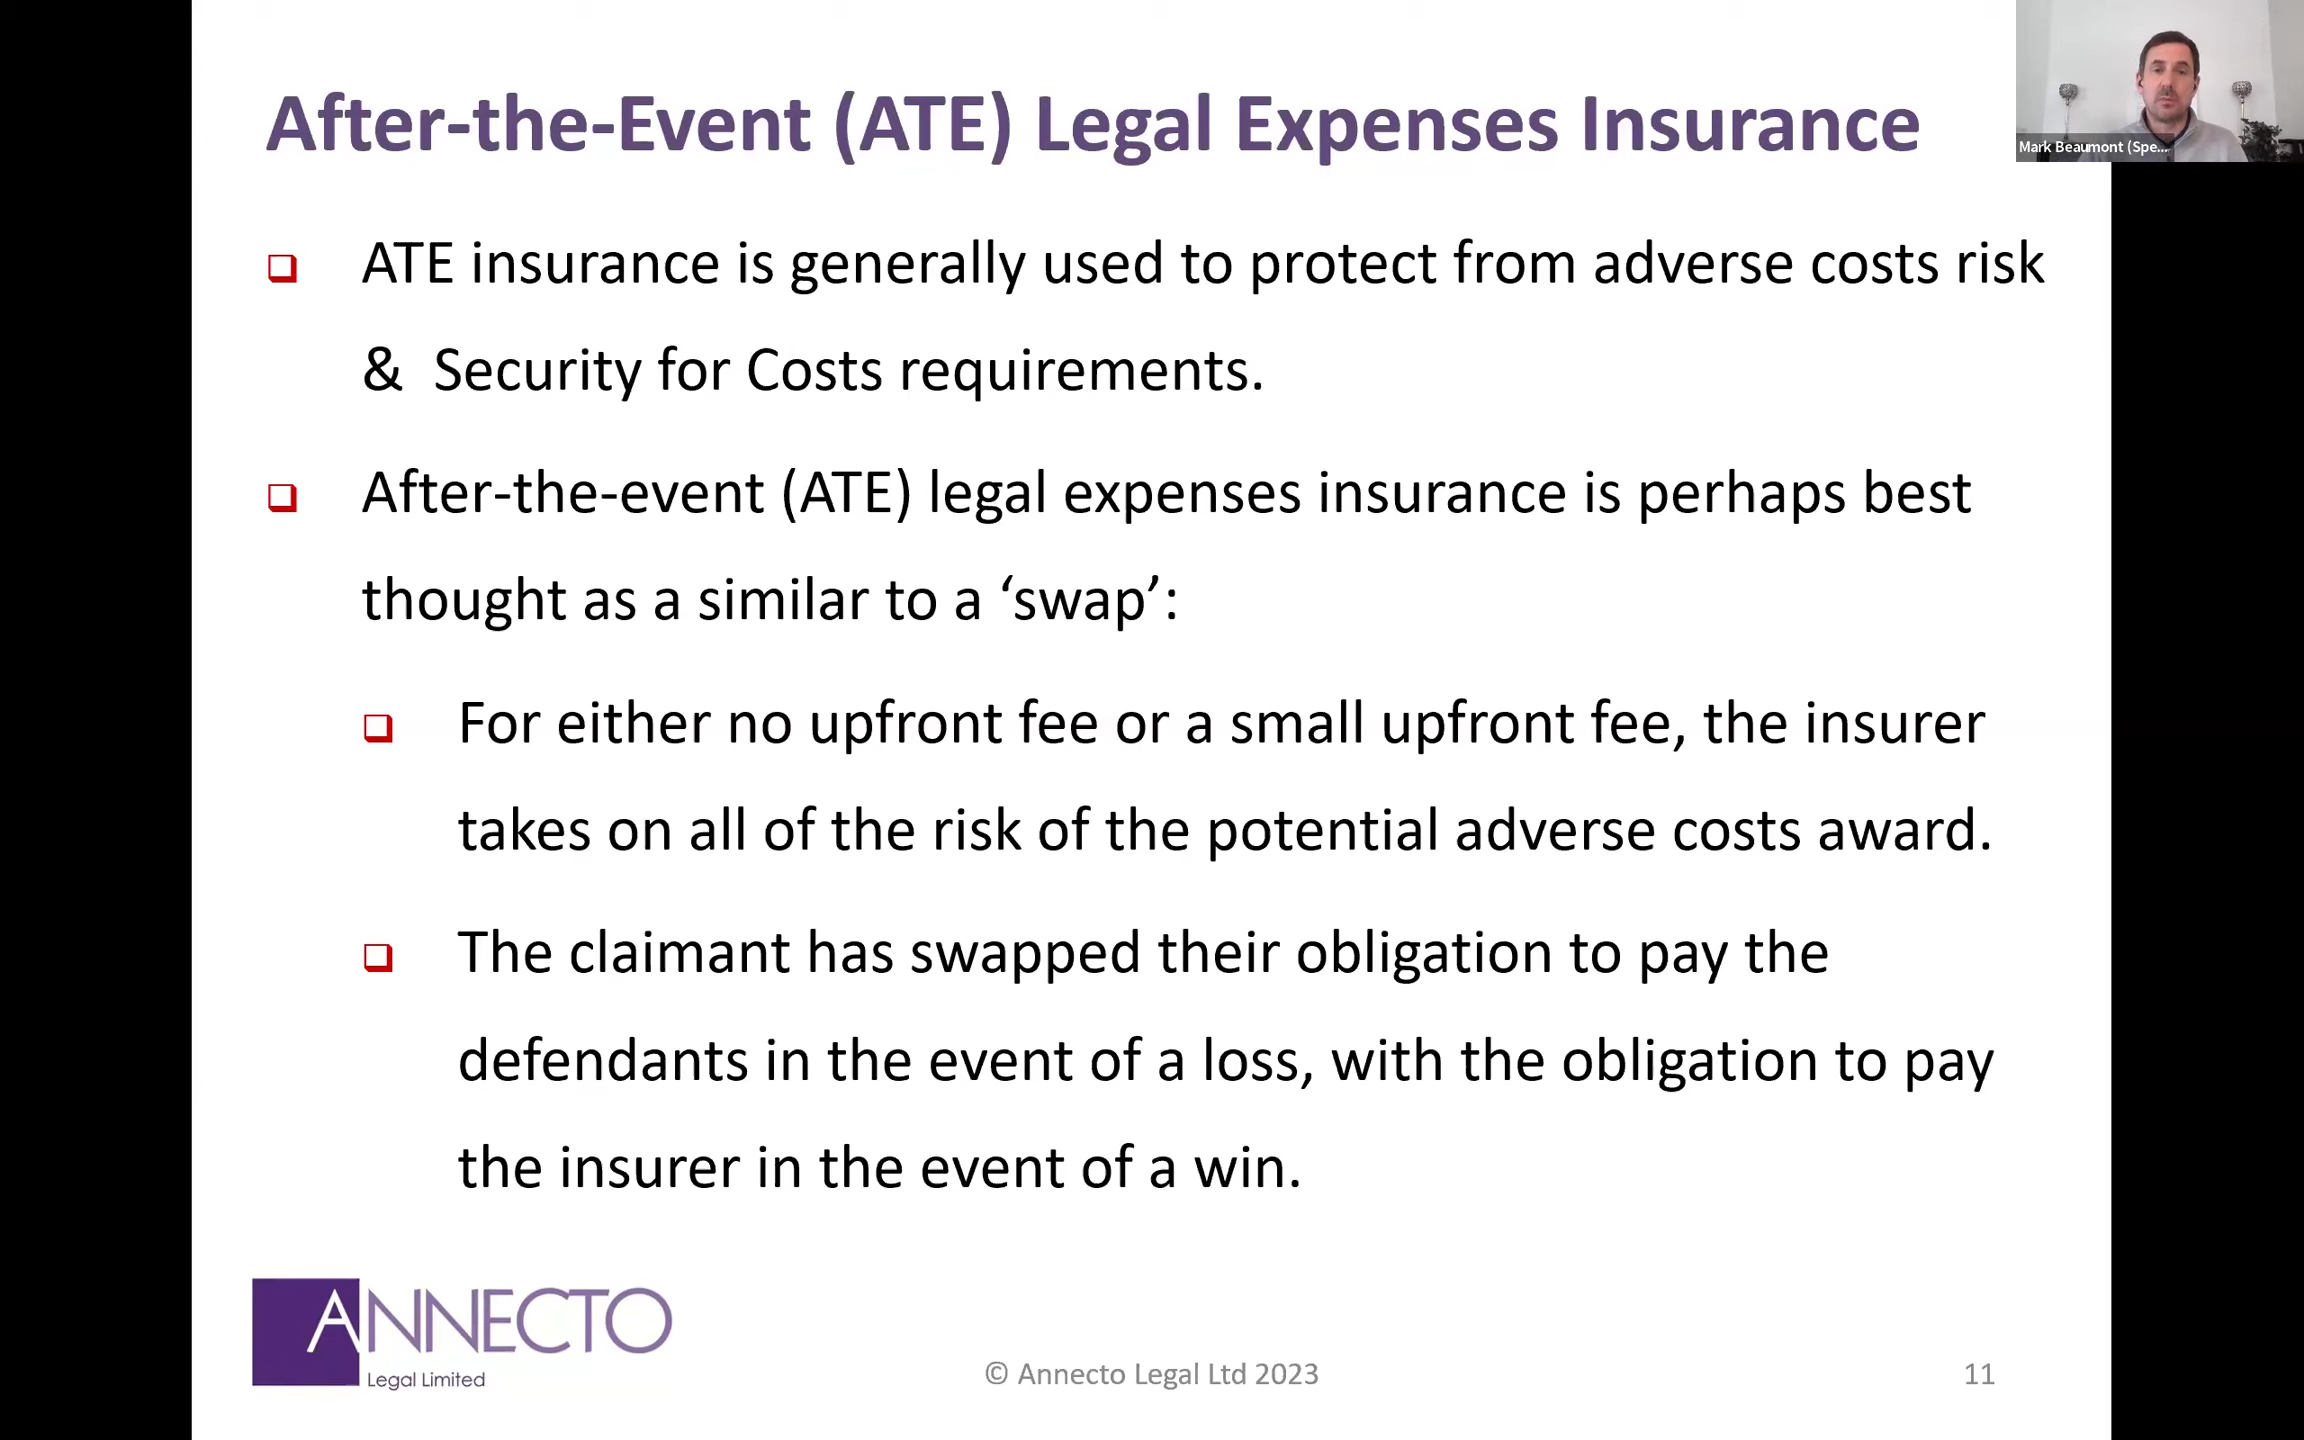 After-the-Event (ATE) Legal Expenses Insurance
Mark Beaumont (Spe...
ATE insurance is generally used to protect from adverse costs risk
& Security for Costs requirements.
After-the-event (ATE) legal expenses insurance is perhaps best
thought as a similar to a ‘swap’:
For either no upfront fee or a small upfront fee, the insurer
takes on all of the risk of the potential adverse costs award.
The claimant has swapped their obligation to pay the
defendants in the event of a loss, with the obligation to pay
the insurer in the event of a win.
ANNECTO
Legal Limited
© Annecto Legal Ltd 2023
11